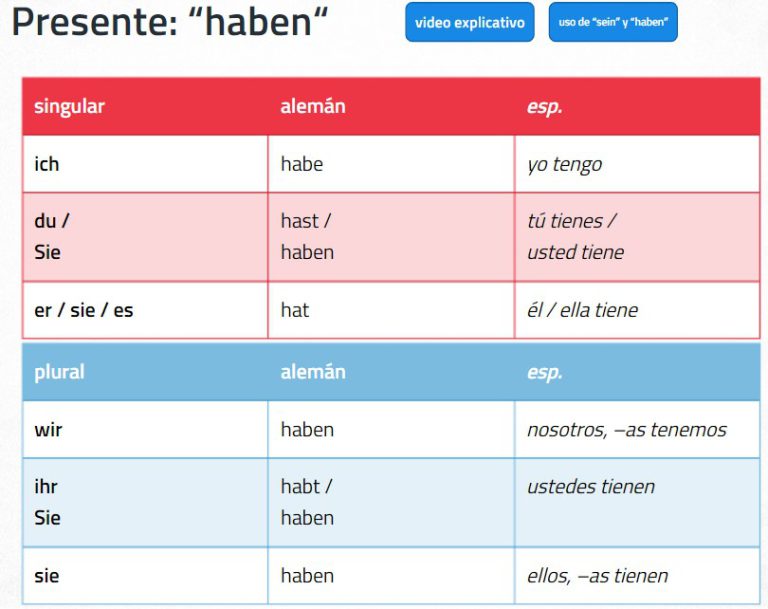 Presente: “haben“
video explicativo
uso de “sein” y “haben”
singular alemán esp.
ich habe yo tengo
du / hast / tú tienes /
Sie haben usted tiene
er / sie / es hat él / ella tiene
plural alemán esp.
wir haben nosotros, –as tenemos
ihr habt / ustedes tienen
Sie haben
sie haben ellos, –as tienen